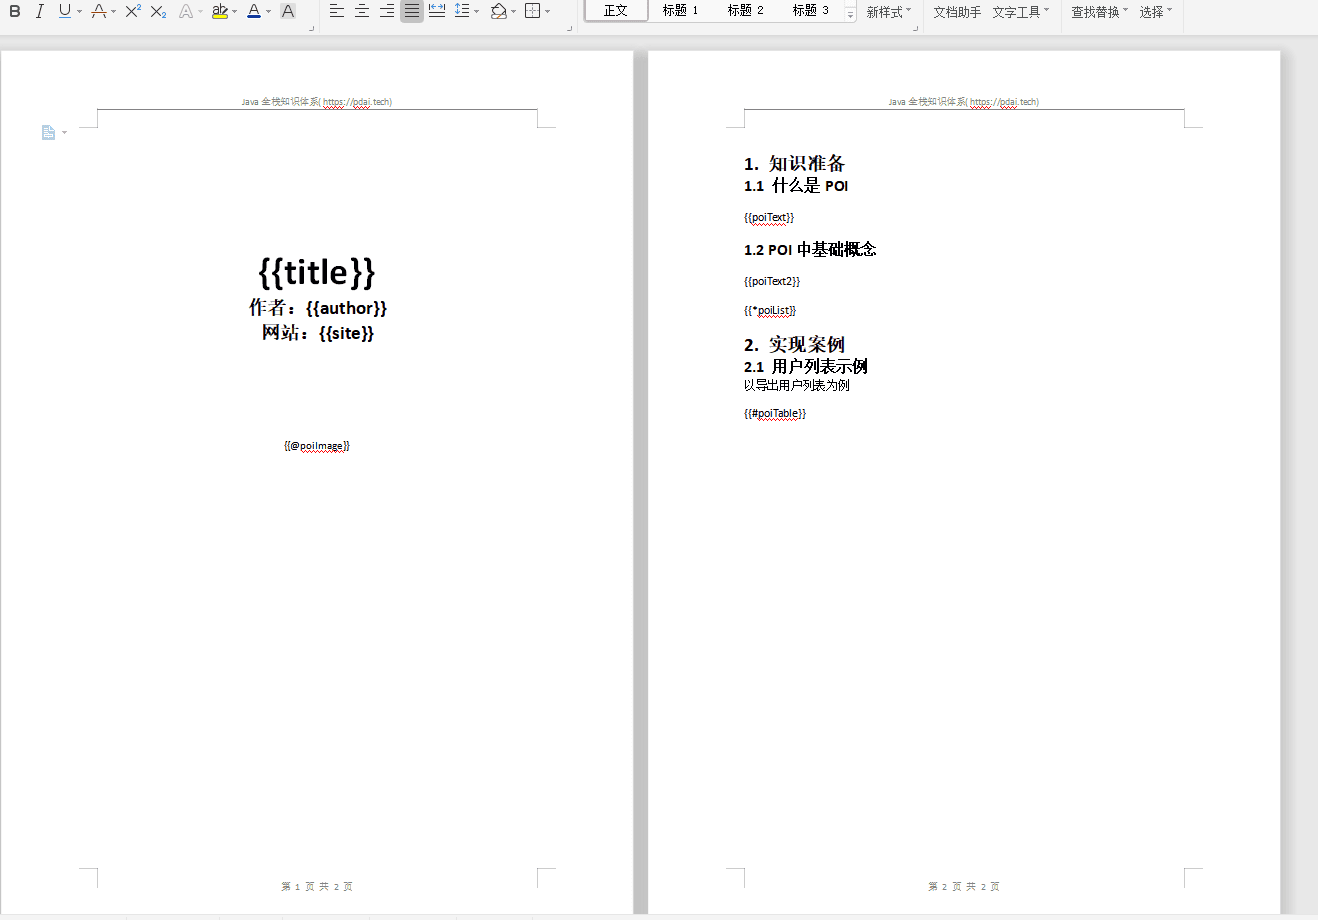 B I U A X² X₂ A ab A A
正文 标题 1 标题 2 标题 3 新样式 文档助手 文字工具 查找替换 选择
Java 全栈知识体系( https://pdai.tech)
{{title}}
作者：{{author}}
网站：{{site}}
{{@poiImage}}
第 1 页 共 2 页
Java 全栈知识体系( https://pdai.tech)
1. 知识准备
1.1 什么是 POI
{{poiText}}
1.2 POI 中基础概念
{{poiText2}}
{{*poiList}}
2. 实现案例
2.1 用户列表示例
以导出用户列表为例
{{#poiTable}}
第 2 页 共 2 页